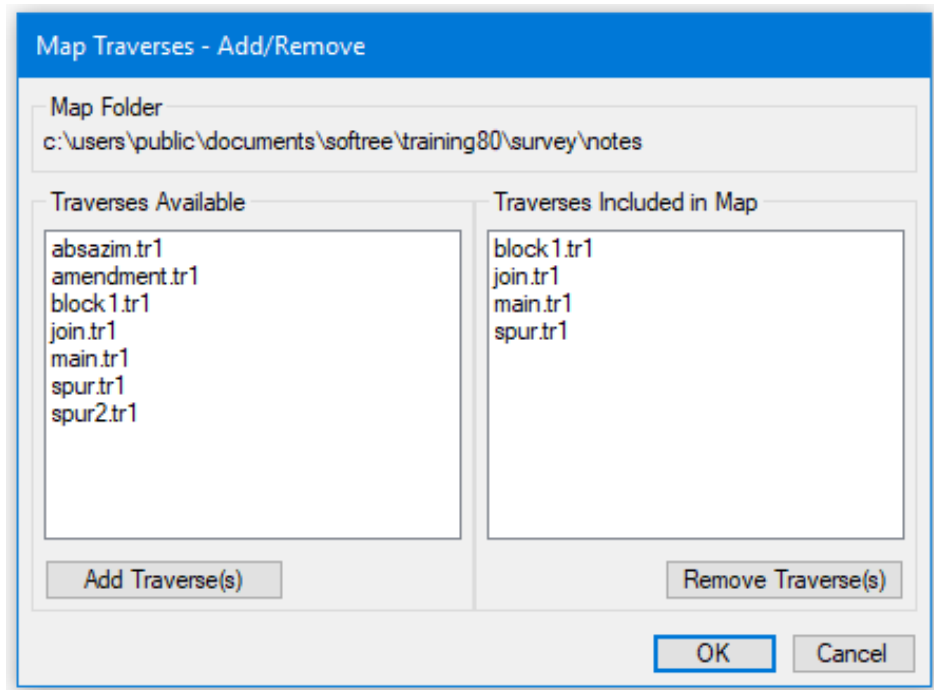 Map Traverses - Add/Remove
Map Folder
c:\users\public\documents\softree\training80\survey\notes
Traverses Available
absazim.tr1
amendment.tr1
block1.tr1
join.tr1
main.tr1
spur.tr1
spur2.tr1
Add Traverse(s)
Traverses Included in Map
block1.tr1
join.tr1
main.tr1
spur.tr1
Remove Traverse(s)
OK
Cancel